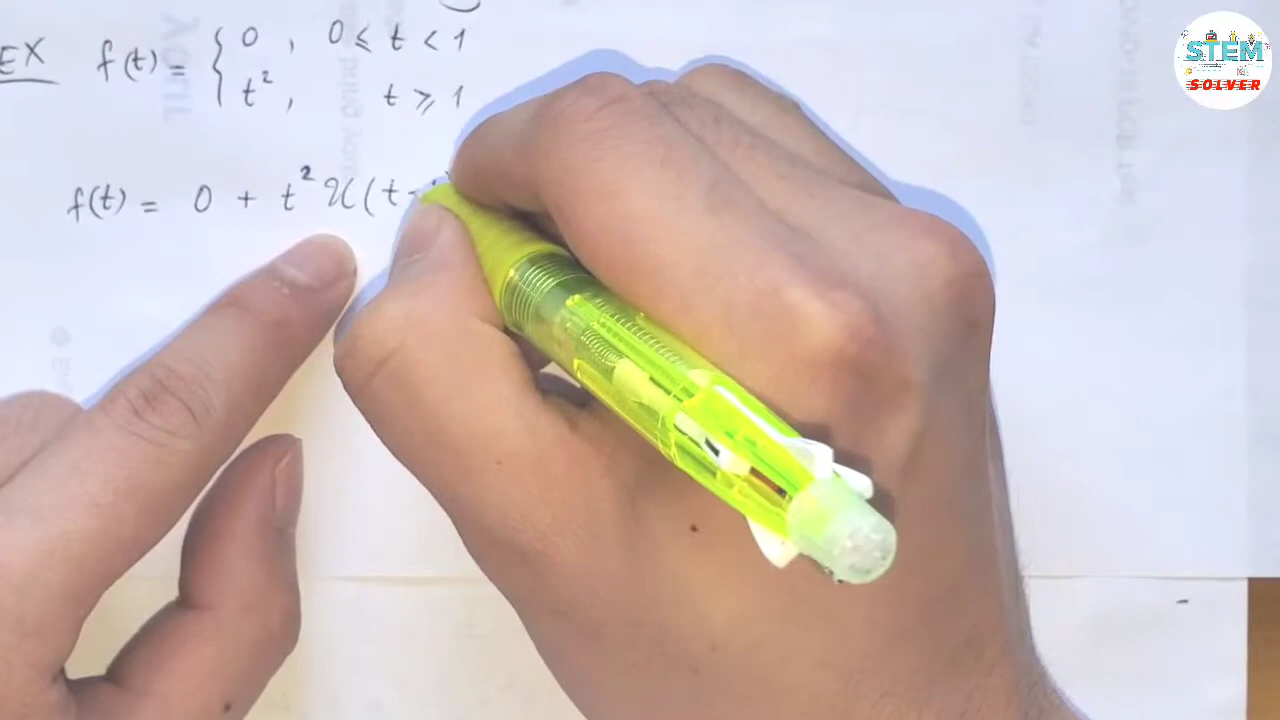 EX f(t) = { 0 , 0 ≤ t < 1
t², t ≥ 1
f(t) = 0 + t² U(t-
STEM
SOLVER